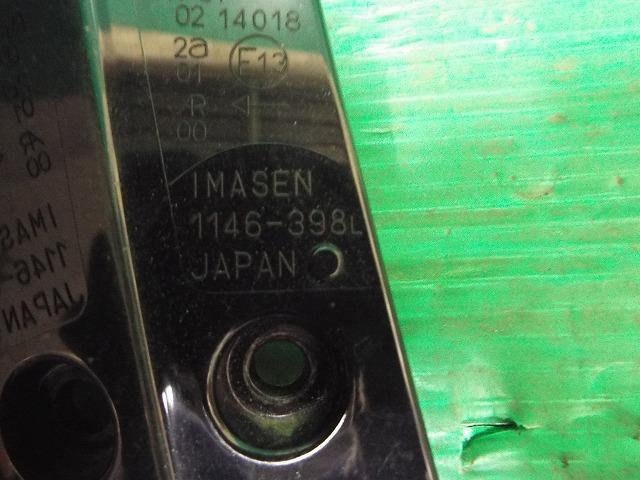 02 14018
2a
01
E13
R
00
IMASEN
1146-398L
JAPAN